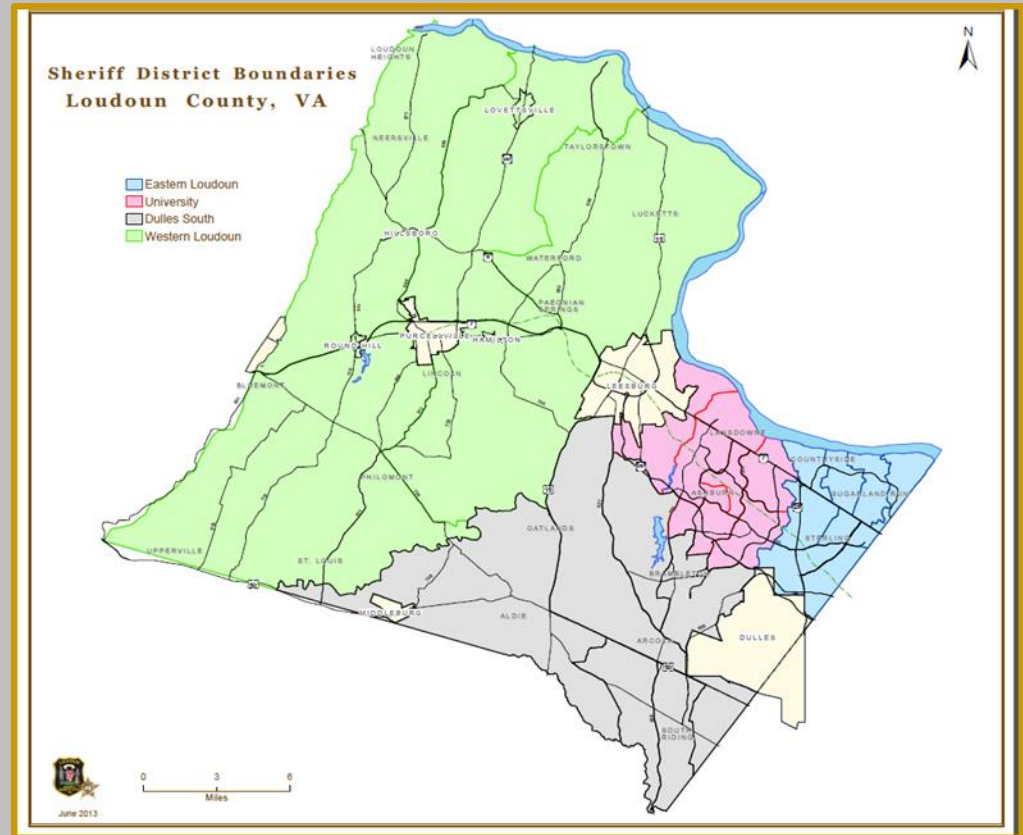 Sheriff District Boundaries
Loudoun County, VA
N
Eastern Loudoun
University
Dulles South
Western Loudoun
LOUDOUN
HEIGHTS
LOVETTSVILLE
NEERSVILLE
TAYLORSTOWN
LUCKETTS
HILLSBORO
WATERFORD
PAEONIAN
SPRINGS
PURCELLVILLE
HAMILTON
ROUND HILL
LINCOLN
BLUEMONT
LEESBURG
LANSDOWNE
COUNTRYSIDE
SUGARLAND RUN
ASHBURN
STERLING
PHILOMONT
OATLANDS
UPPERVILLE
ST. LOUIS
BRAMBLETON
MIDDLEBURG
ALDIE
ARCOLA
DULLES
SOUTH
RIDING
0 3 6
Miles
June 2013